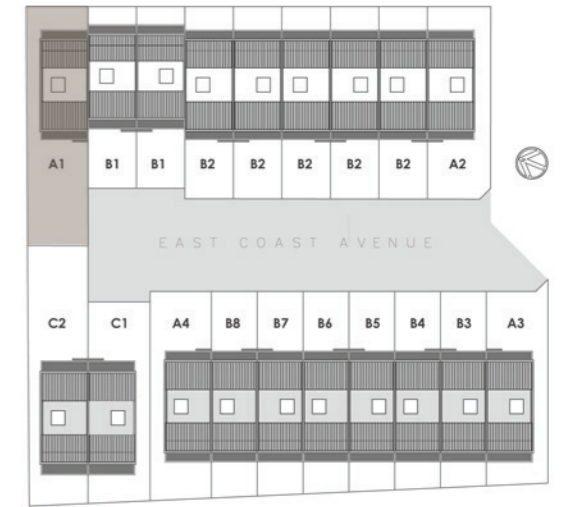 A1 B1 B1 B2 B2 B2 B2 B2 A2
EAST COAST AVENUE
C2 C1 A4 B8 B7 B6 B5 B4 B3 A3